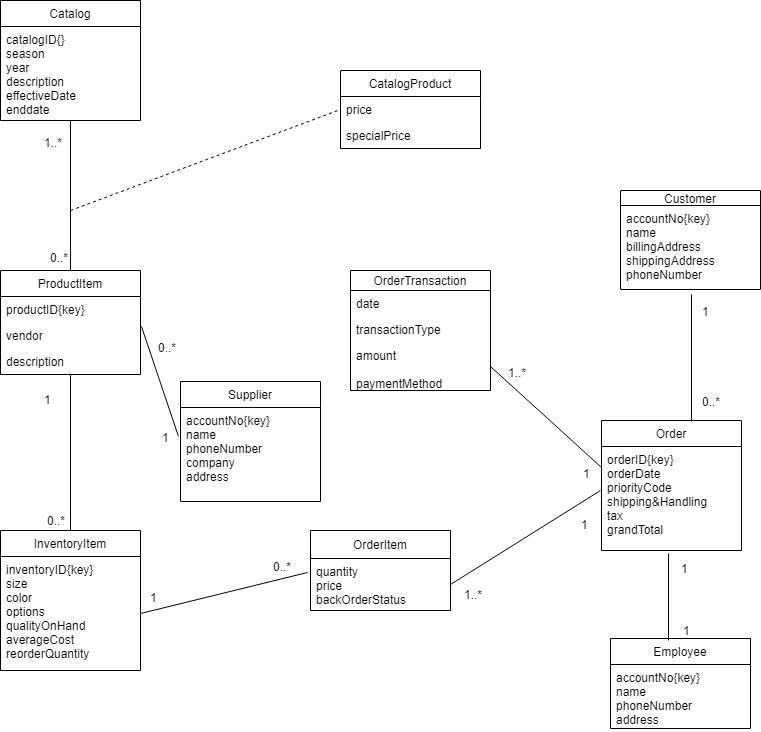 Catalog
catalogID{}
season
year
description
effectiveDate
enddate
1..*
CatalogProduct
price
specialPrice
0..*
ProductItem
productID{key}
vendor
description
0..*
1
1
Supplier
accountNo{key}
name
phoneNumber
company
address
OrderTransaction
date
transactionType
amount
paymentMethod
1..*
Customer
accountNo{key}
name
billingAddress
shippingAddress
phoneNumber
1
0..*
Order
orderID{key}
orderDate
priorityCode
shipping&Handling
tax
grandTotal
1
1
0..*
InventoryItem
inventoryID{key}
size
color
options
qualityOnHand
averageCost
reorderQuantity
1
0..*
OrderItem
quantity
price
backOrderStatus
1..*
1
1
Employee
accountNo{key}
name
phoneNumber
address